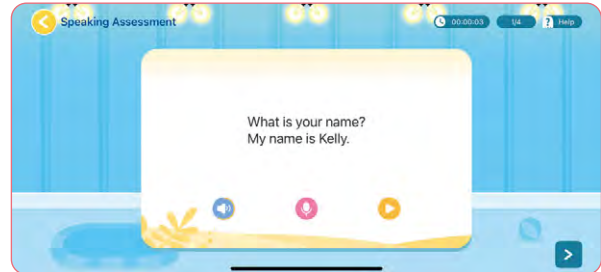 Speaking Assessment
00:00:03
1/4
? Help
What is your name?
My name is Kelly.